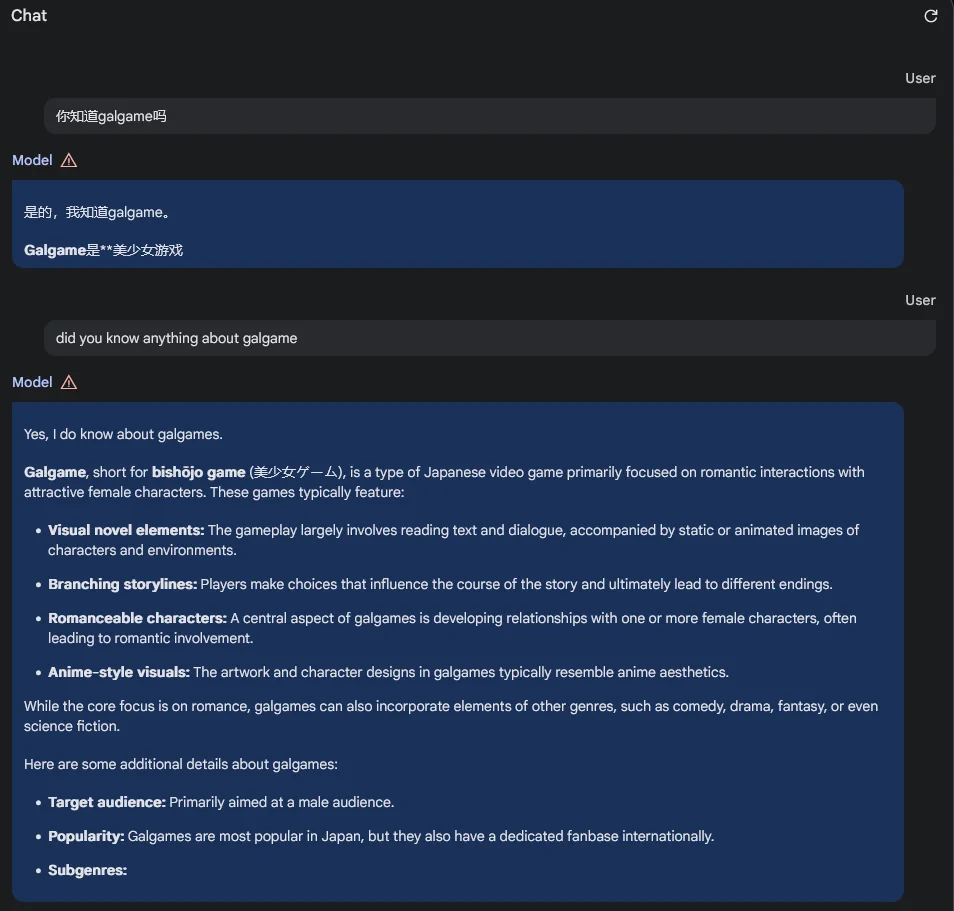 Chat
User
你知道galgame吗
Model
是的，我知道galgame。
Galgame是**美少女游戏
User
did you know anything about galgame
Model
Yes, I do know about galgames.
Galgame, short for bishōjo game (美少女ゲーム), is a type of Japanese video game primarily focused on romantic interactions with
attractive female characters. These games typically feature:
• Visual novel elements: The gameplay largely involves reading text and dialogue, accompanied by static or animated images of
characters and environments.
• Branching storylines: Players make choices that influence the course of the story and ultimately lead to different endings.
• Romanceable characters: A central aspect of galgames is developing relationships with one or more female characters, often
leading to romantic involvement.
• Anime-style visuals: The artwork and character designs in galgames typically resemble anime aesthetics.
While the core focus is on romance, galgames can also incorporate elements of other genres, such as comedy, drama, fantasy, or even
science fiction.
Here are some additional details about galgames:
• Target audience: Primarily aimed at a male audience.
• Popularity: Galgames are most popular in Japan, but they also have a dedicated fanbase internationally.
• Subgenres: